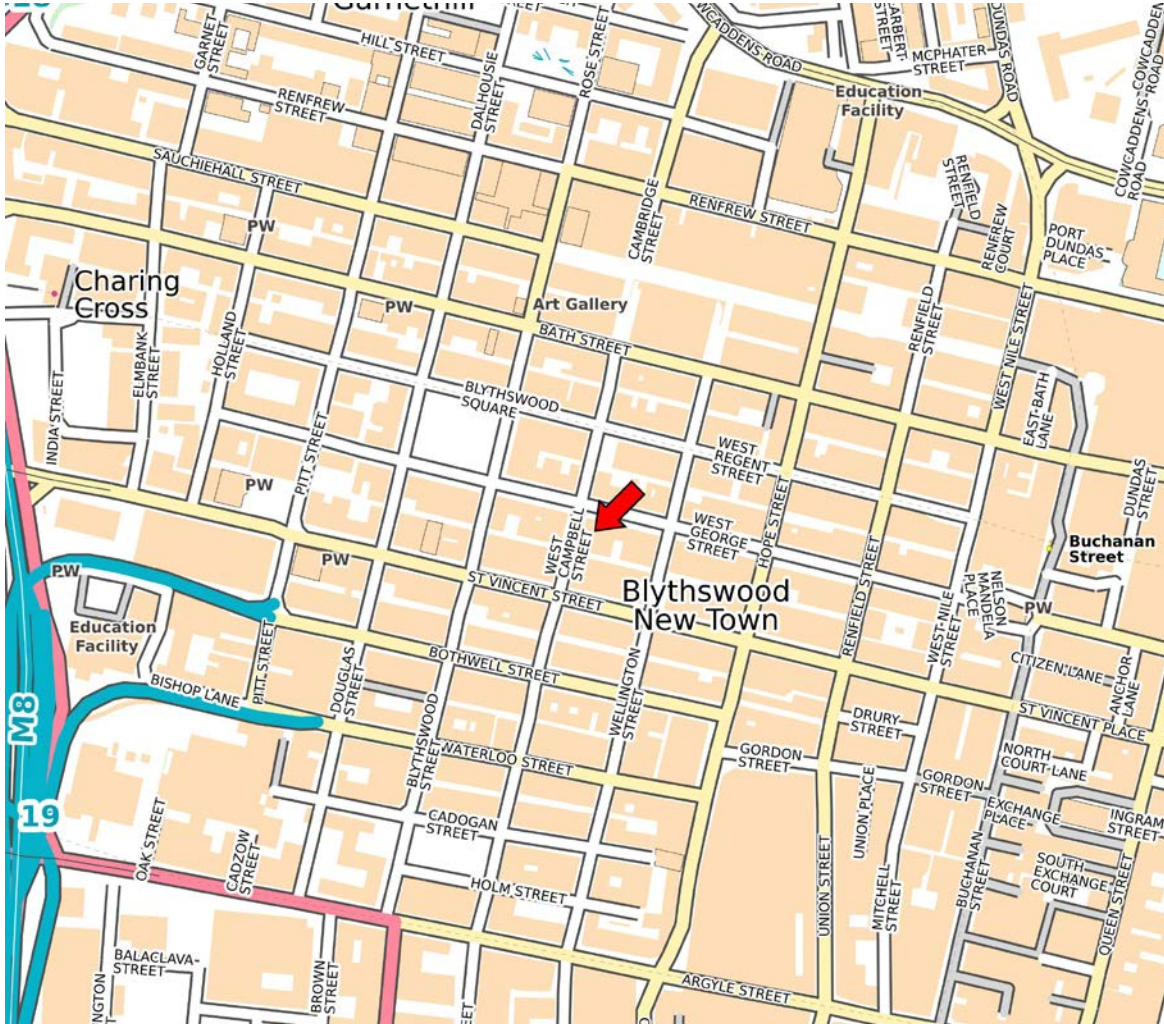 Garnethill
GARNET
STREET
HILL STREET
DALHOUSIE
STREET
ROSE STREET
COWCADDENS ROAD
MCPHATER
STREET
DUNDAS ROAD
COWCADDEN
ROAD
COWCADDENS
ROAD
RENFREW
STREET
Education
Facility
SAUCHIEHALL STREET
PW
CAMBRIDGE
STREET
RENFREW STREET
RENFIELD
STREET
RENFREW
COURT
PORT
DUNDAS
PLACE
Charing
Cross
PW
Art Gallery
BATH STREET
RENFIELD
STREET
WEST NILE STREET
ELMBANK
STREET
HOLLAND
STREET
INDIA STREET
BLYTHSWOOD
SQUARE
EAST-BATH
LANE
PITT STREET
WEST
REGENT
STREET
DUNDAS
STREET
PW
HOPE STREET
WEST
CAMPBELL
STREET
WEST
GEORGE
STREET
Buchanan
Street
PW
PW
ST VINCENT STREET
Blythswood
New Town
RENFIELD STREET
WEST-NILE
STREET
NELSON
MANDELA
PLACE
PW
Education
Facility
PITT STREET
BOTHWELL STREET
CITIZEN LANE
ANCHOR
LANE
BISHOP LANE
DOUGLAS
STREET
WELLINGTON
STREET
ST VINCENT PLACE
M8
DRURY
STREET
BLYTHSWOOD
STREET
WATERLOO STREET
GORDON
STREET
NORTH
COURT LANE
GORDON
STREET
EXCHANGE
PLACE
INGRAM
STREET
19
OAK STREET
CADZOW
STREET
CADOGAN
STREET
UNION PLACE
UNION STREET
MITCHELL
STREET
BUCHANAN
STREET
SOUTH
EXCHANGE
COURT
HOLM STREET
QUEEN STREET
BALACLAVA
STREET
BROWN
STREET
ARGYLE STREET